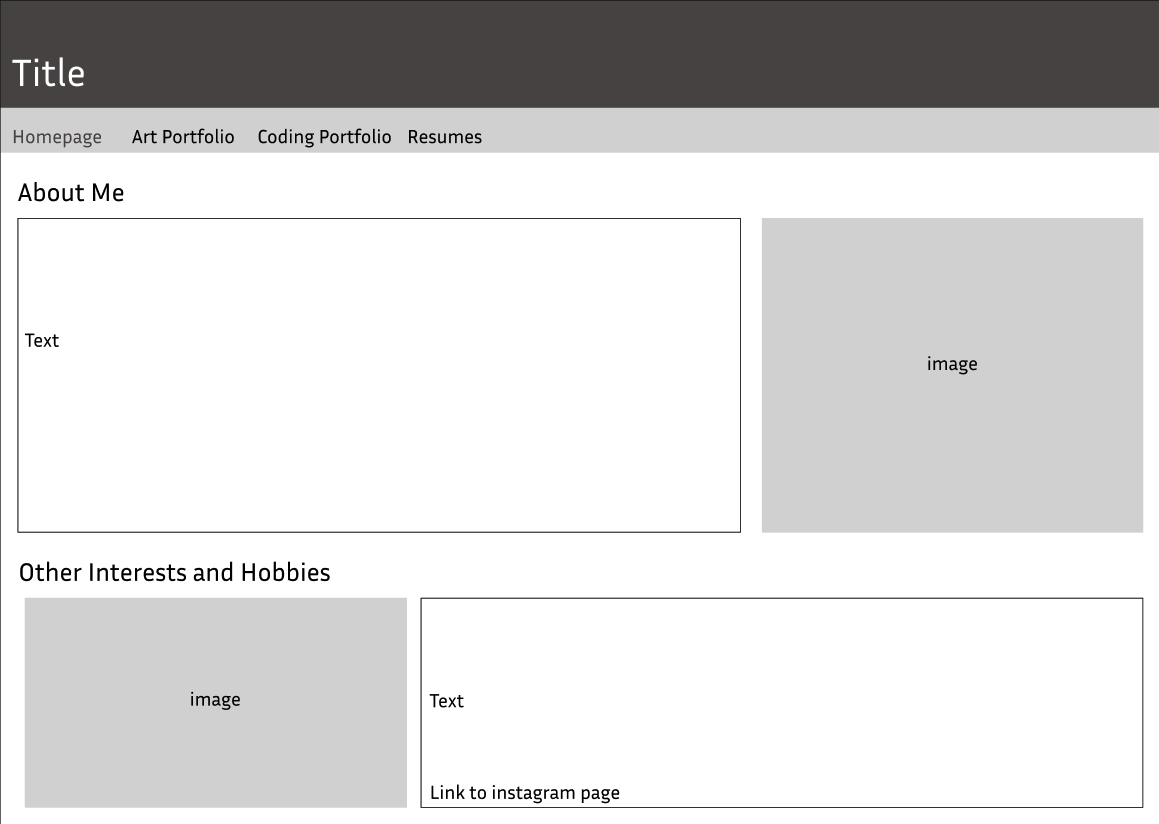 Title
Homepage Art Portfolio Coding Portfolio Resumes
About Me
Text
image
Other Interests and Hobbies
image
Text
Link to instagram page